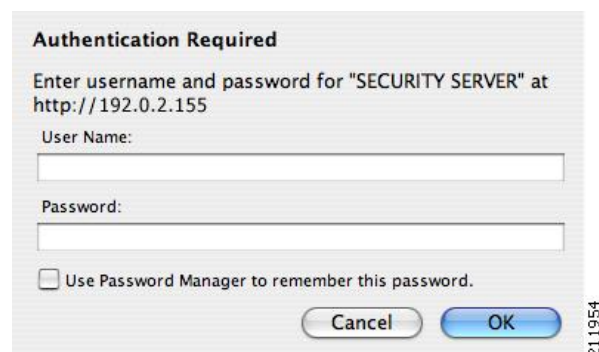 Authentication Required
Enter username and password for "SECURITY SERVER" at
http://192.0.2.155
User Name:
Password:
Use Password Manager to remember this password.
Cancel
OK
211954